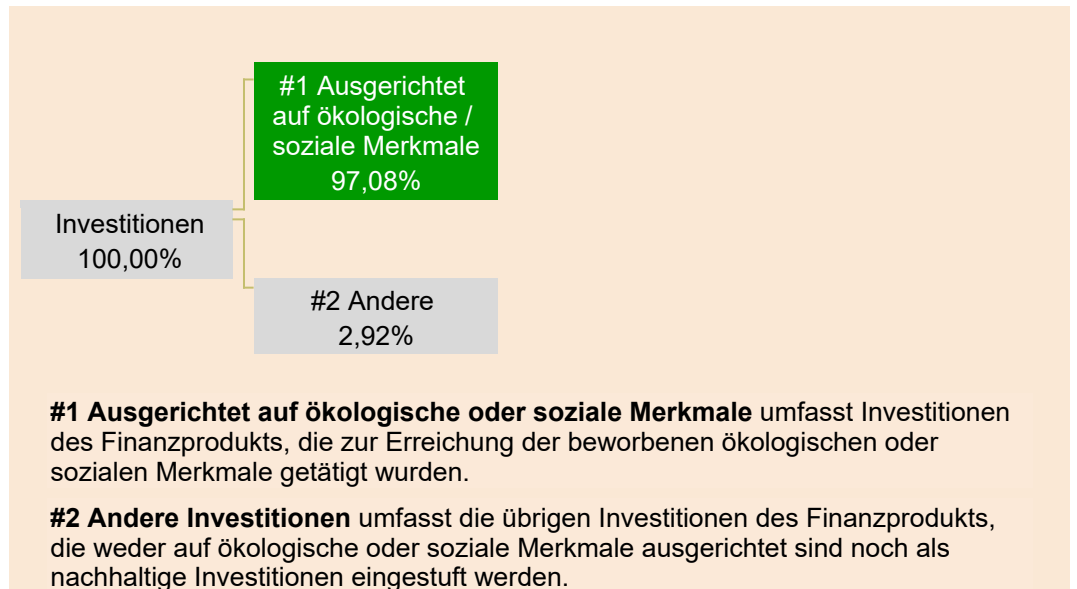 #1 Ausgerichtet
auf ökologische /
soziale Merkmale
97,08%
Investitionen
100,00%
#2 Andere
2,92%
#1 Ausgerichtet auf ökologische oder soziale Merkmale umfasst Investitionen
des Finanzprodukts, die zur Erreichung der beworbenen ökologischen oder
sozialen Merkmale getätigt wurden.
#2 Andere Investitionen umfasst die übrigen Investitionen des Finanzprodukts,
die weder auf ökologische oder soziale Merkmale ausgerichtet sind noch als
nachhaltige Investitionen eingestuft werden.